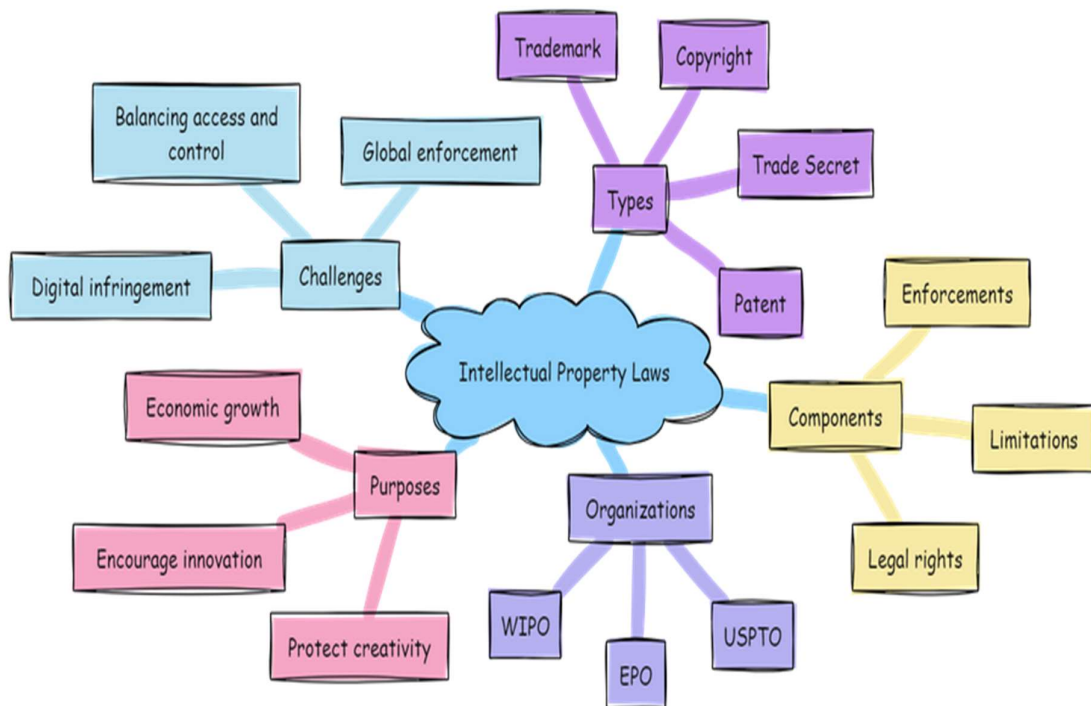 Trademark
Copyright
Balancing access and
control
Global enforcement
Trade Secret
Types
Digital infringement
Challenges
Patent
Enforcements
Intellectual Property Laws
Economic growth
Components
Limitations
Purposes
Organizations
Encourage innovation
Legal rights
WIPO
USPTO
Protect creativity
EPO